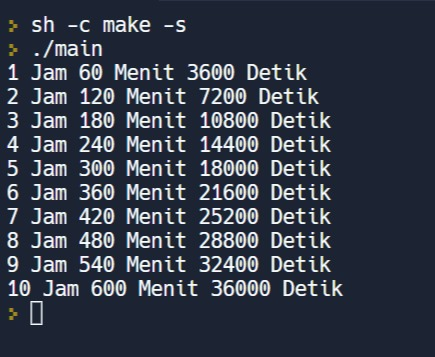 > sh -c make -s
> ./main
1 Jam 60 Menit 3600 Detik
2 Jam 120 Menit 7200 Detik
3 Jam 180 Menit 10800 Detik
4 Jam 240 Menit 14400 Detik
5 Jam 300 Menit 18000 Detik
6 Jam 360 Menit 21600 Detik
7 Jam 420 Menit 25200 Detik
8 Jam 480 Menit 28800 Detik
9 Jam 540 Menit 32400 Detik
10 Jam 600 Menit 36000 Detik
>